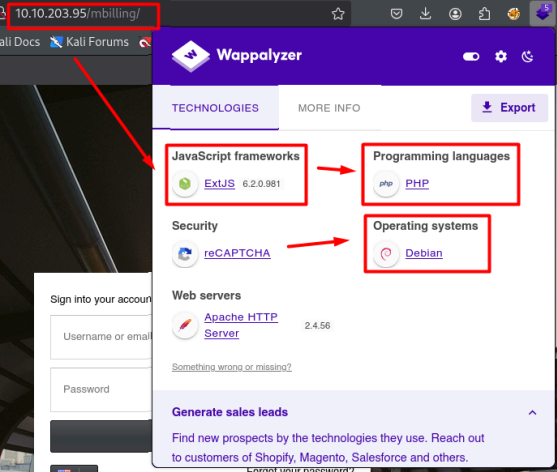 10.10.203.95/mbilling/
5
ali Docs Kali Forums
Wappalyzer
TECHNOLOGIES MORE INFO Export
JavaScript frameworks Programming languages
ExtJS 6.2.0.981 php PHP
Security Operating systems
reCAPTCHA Debian
Web servers
Sign into your accoun
Apache HTTP
Server 2.4.56
Username or email
Something wrong or missing?
Password
Generate sales leads
Find new prospects by the technologies they use. Reach out
to customers of Shopify, Magento, Salesforce and others.
Forgot your password?